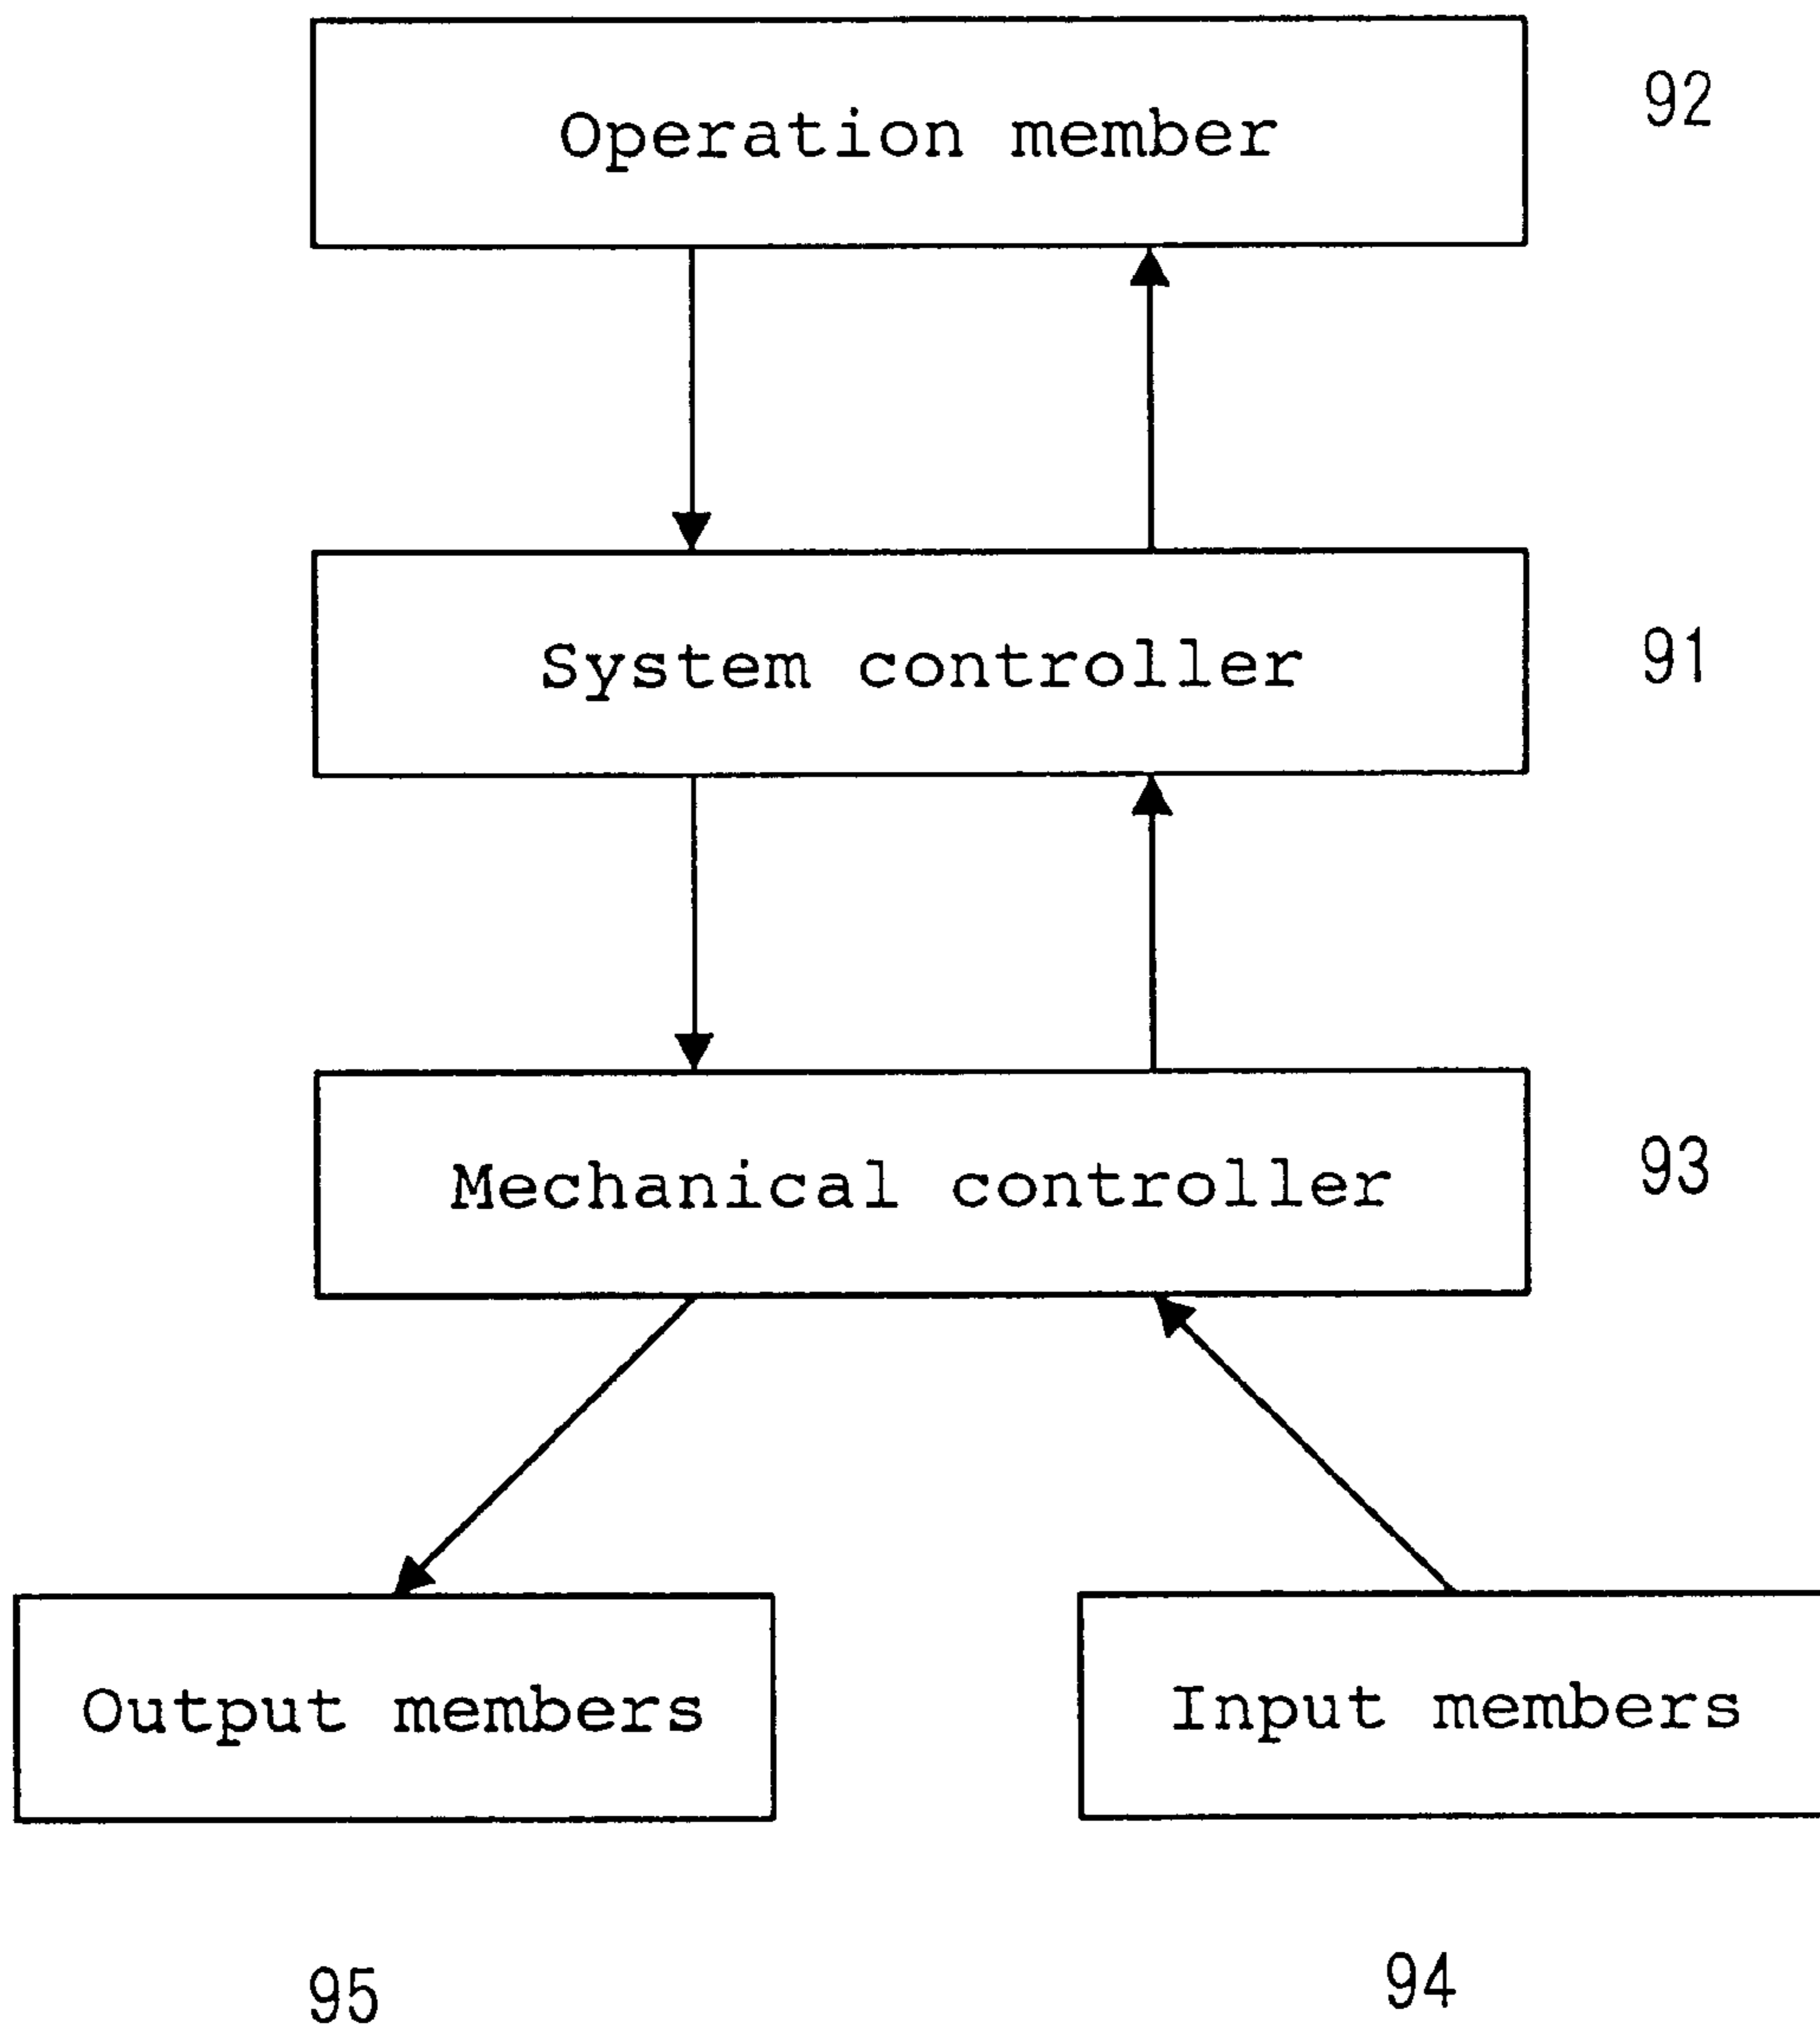 Operation member
92
System controller
91
Mechanical controller
93
Output members
Input members
95
94